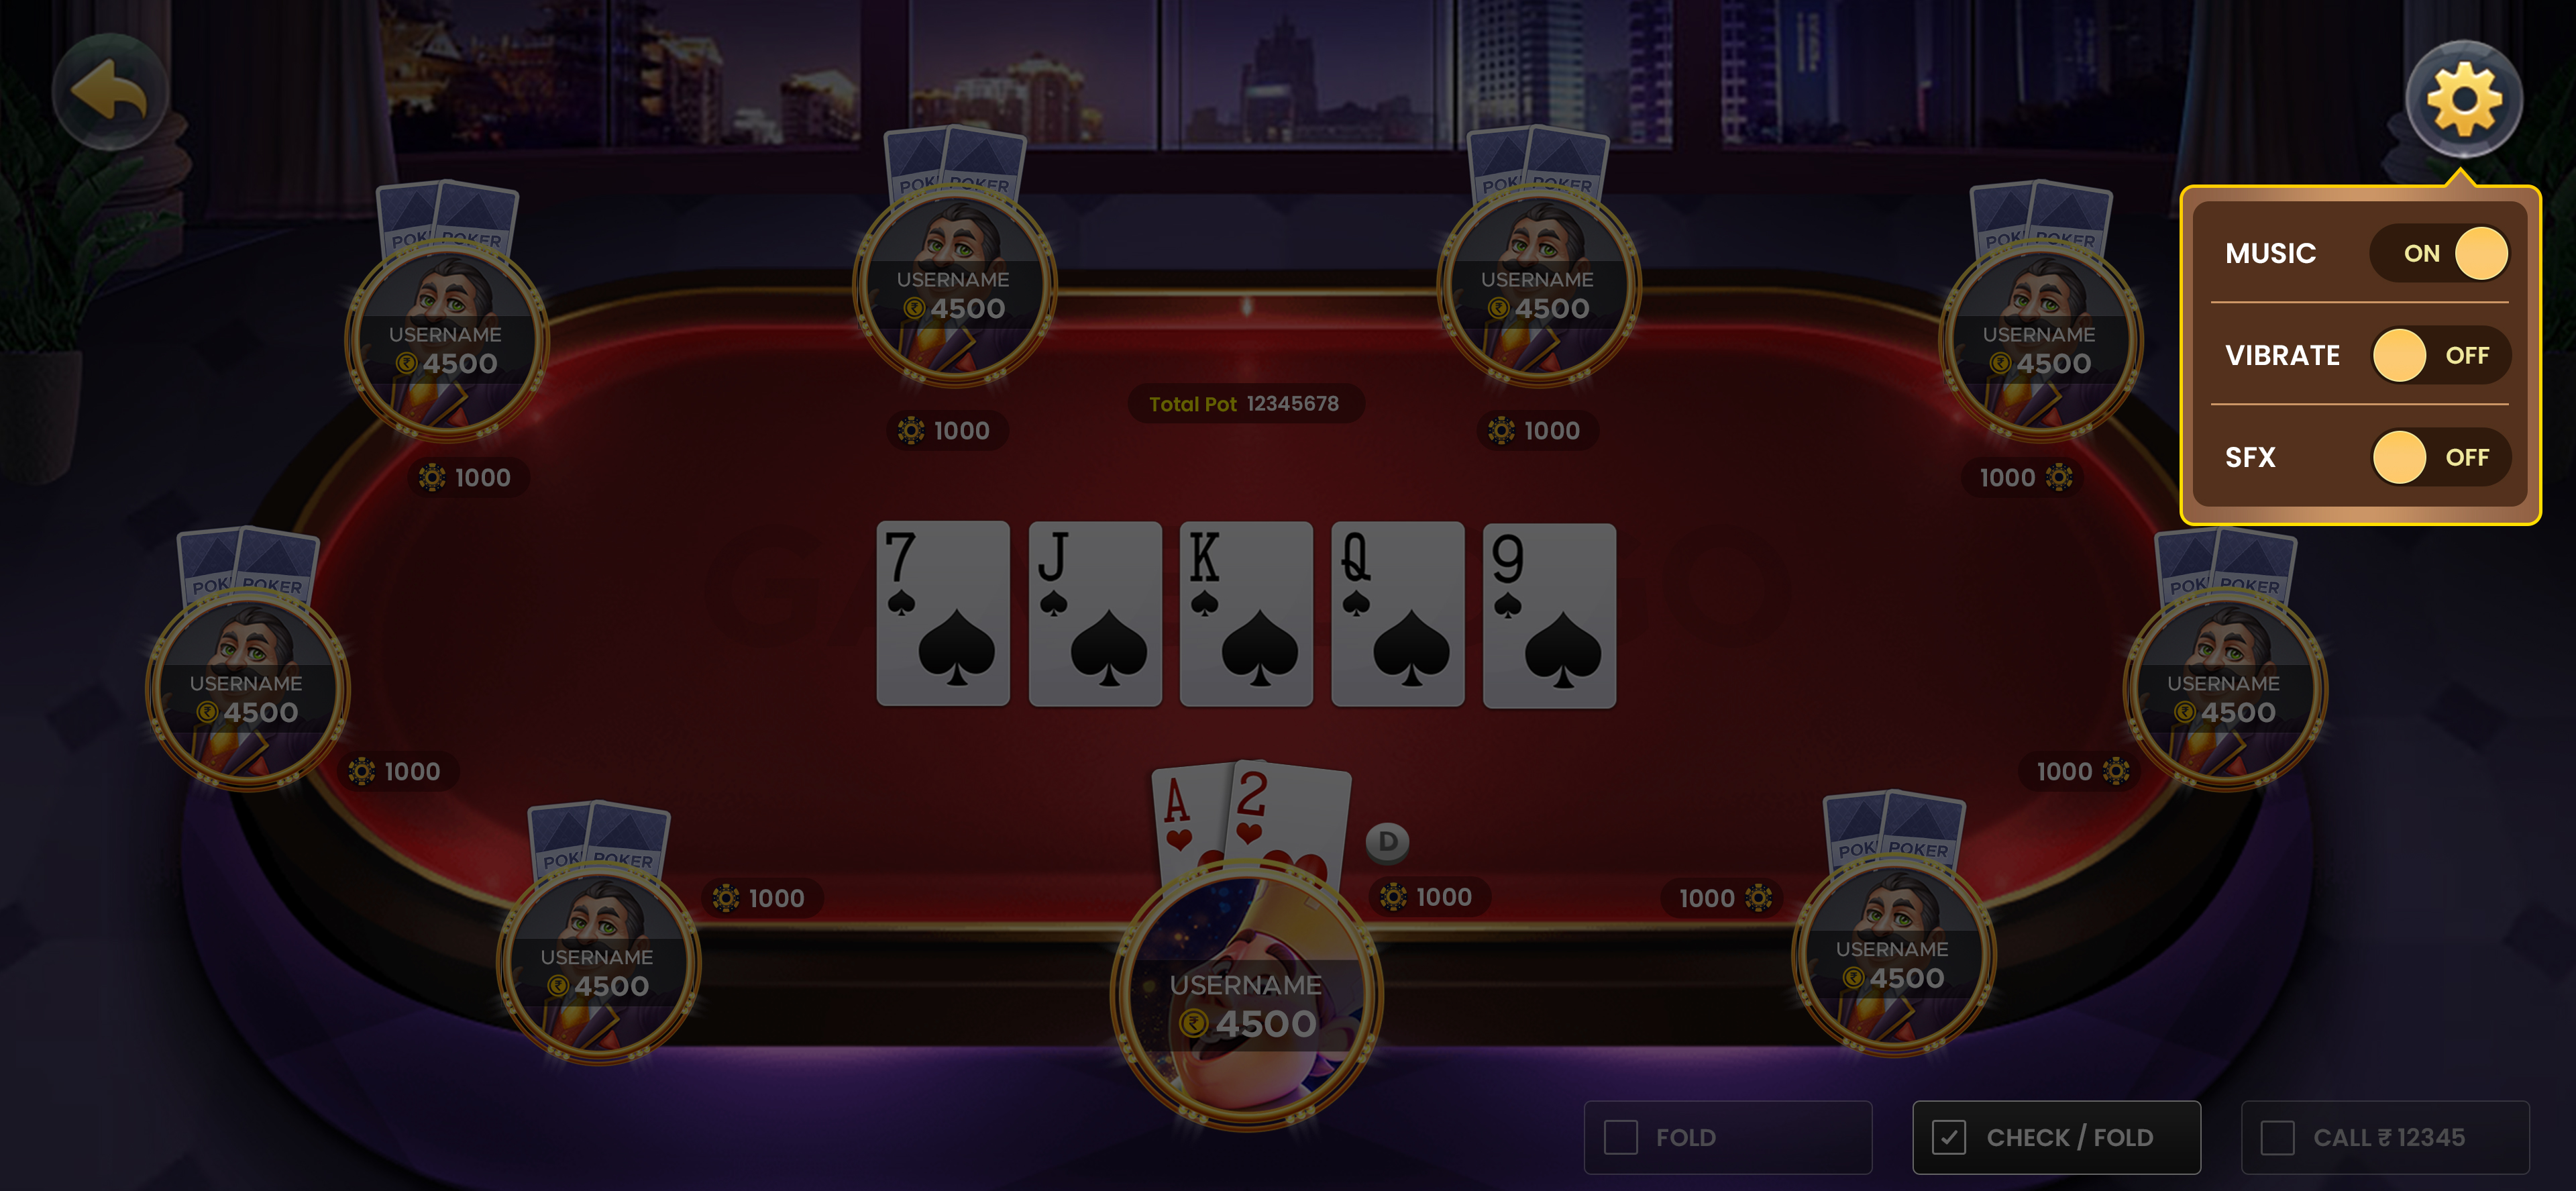 MUSIC ON
VIBRATE OFF
SFX OFF
POKER
USERNAME
4500
1000
POKER
USERNAME
4500
1000
POKER
USERNAME
4500
1000
POKER
USERNAME
4500
1000
Total Pot 12345678
7 J K Q 9
POKER
USERNAME
4500
1000
POKER
USERNAME
4500
1000
POKER
USERNAME
4500
1000
A 2
D
USERNAME
₹ 4500
1000
POKER
USERNAME
4500
1000
FOLD
CHECK / FOLD
CALL ₹ 12345